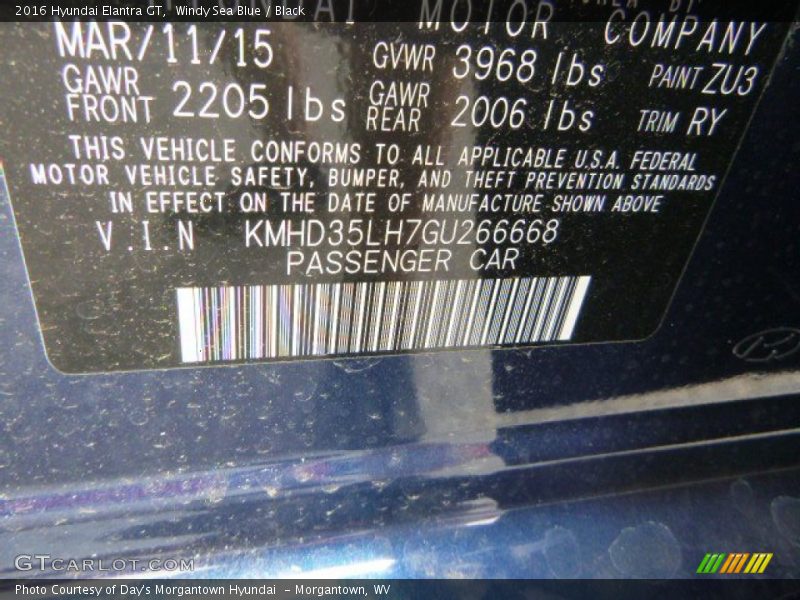 2016 Hyundai Elantra GT, Windy Sea Blue / Black
MOTOR COMPANY
MAR/11/15 GVWR 3968 lbs PAINT ZU3
GAWR FRONT 2205 lbs GAWR REAR 2006 lbs TRIM RY
THIS VEHICLE CONFORMS TO ALL APPLICABLE U.S.A. FEDERAL
MOTOR VEHICLE SAFETY, BUMPER, AND THEFT PREVENTION STANDARDS
IN EFFECT ON THE DATE OF MANUFACTURE SHOWN ABOVE
V.I.N KMHD35LH7GU266668
PASSENGER CAR
GTCARLOT.COM
Photo Courtesy of Day's Morgantown Hyundai - Morgantown, WV